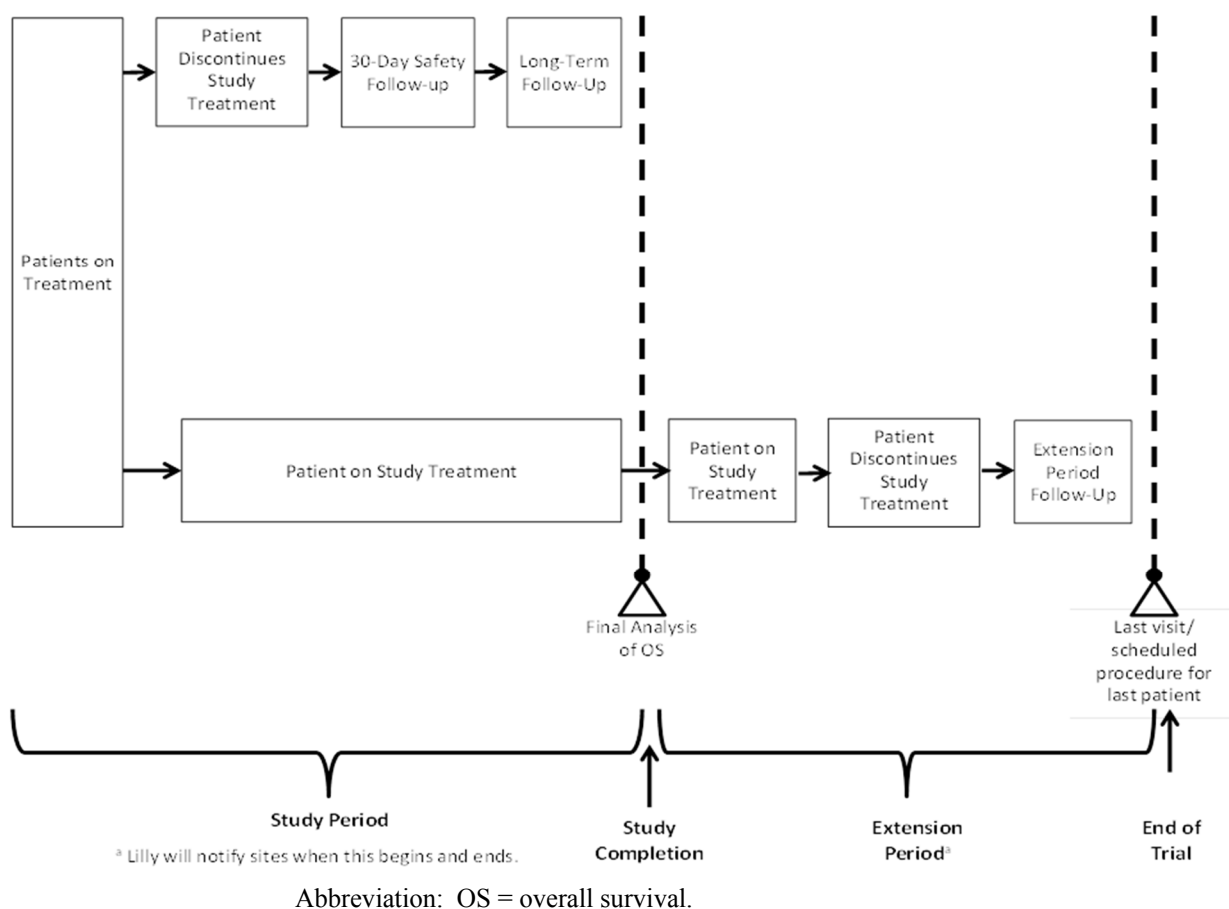 Patient
Discontinues
Study
Treatment
30-Day Safety
Follow-up
Long-Term
Follow-Up
Patients on
Treatment
Patient on Study Treatment
Patient on
Study
Treatment
Patient
Discontinues
Study
Treatment
Extension
Period
Follow-Up
Final Analysis
of OS
Last visit/
scheduled
procedure for
last patient
Study Period
Study
Completion
Extension
Periodᵃ
End of
Trial
ᵃ Lilly will notify sites when this begins and ends.
Abbreviation: OS = overall survival.